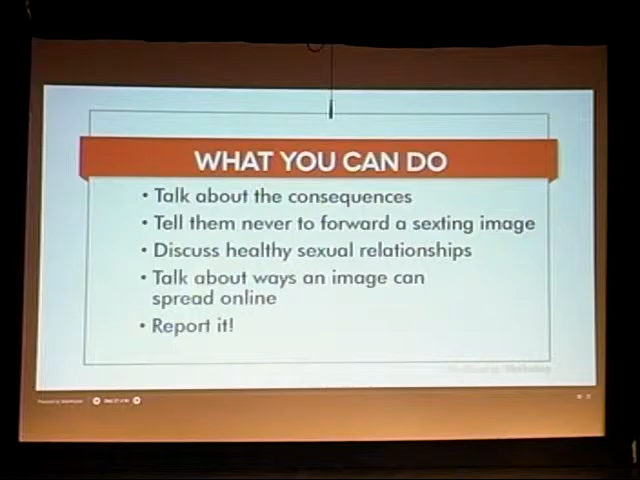 WHAT YOU CAN DO
• Talk about the consequences
• Tell them never to forward a sexting image
• Discuss healthy sexual relationships
• Talk about ways an image can
spread online
• Report it!